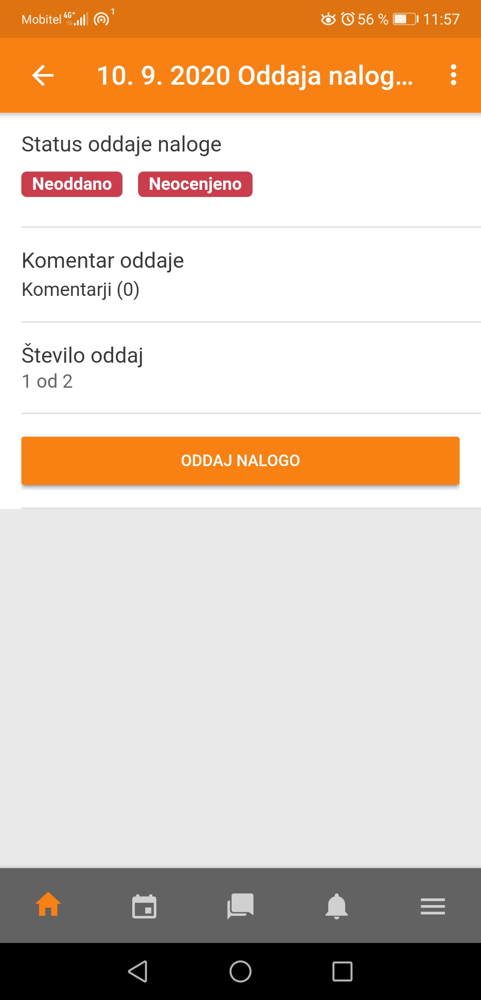 Mobitel 4G+ 1 56 % 11:57
10. 9. 2020 Oddaja nalog...
Status oddaje naloge
Neoddano Neocenjeno
Komentar oddaje
Komentarji (0)
Število oddaj
1 od 2
ODDAJ NALOGO